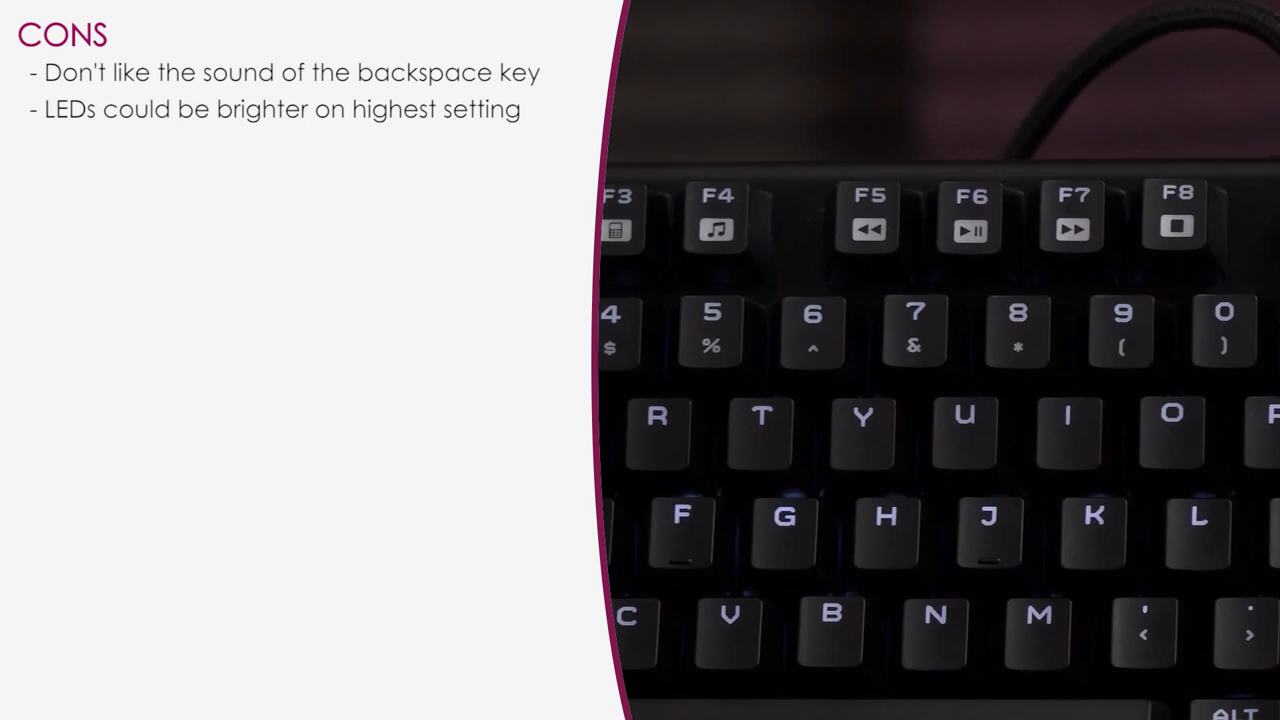 CONS
- Don't like the sound of the backspace key
- LEDs could be brighter on highest setting
F3 F4 F5 F6 F7 F8
4 5 6 7 8 9 0
$ % ^ & * ( )
R T Y U I O P
F G H J K L
C V B N M ' .
< >
ALT